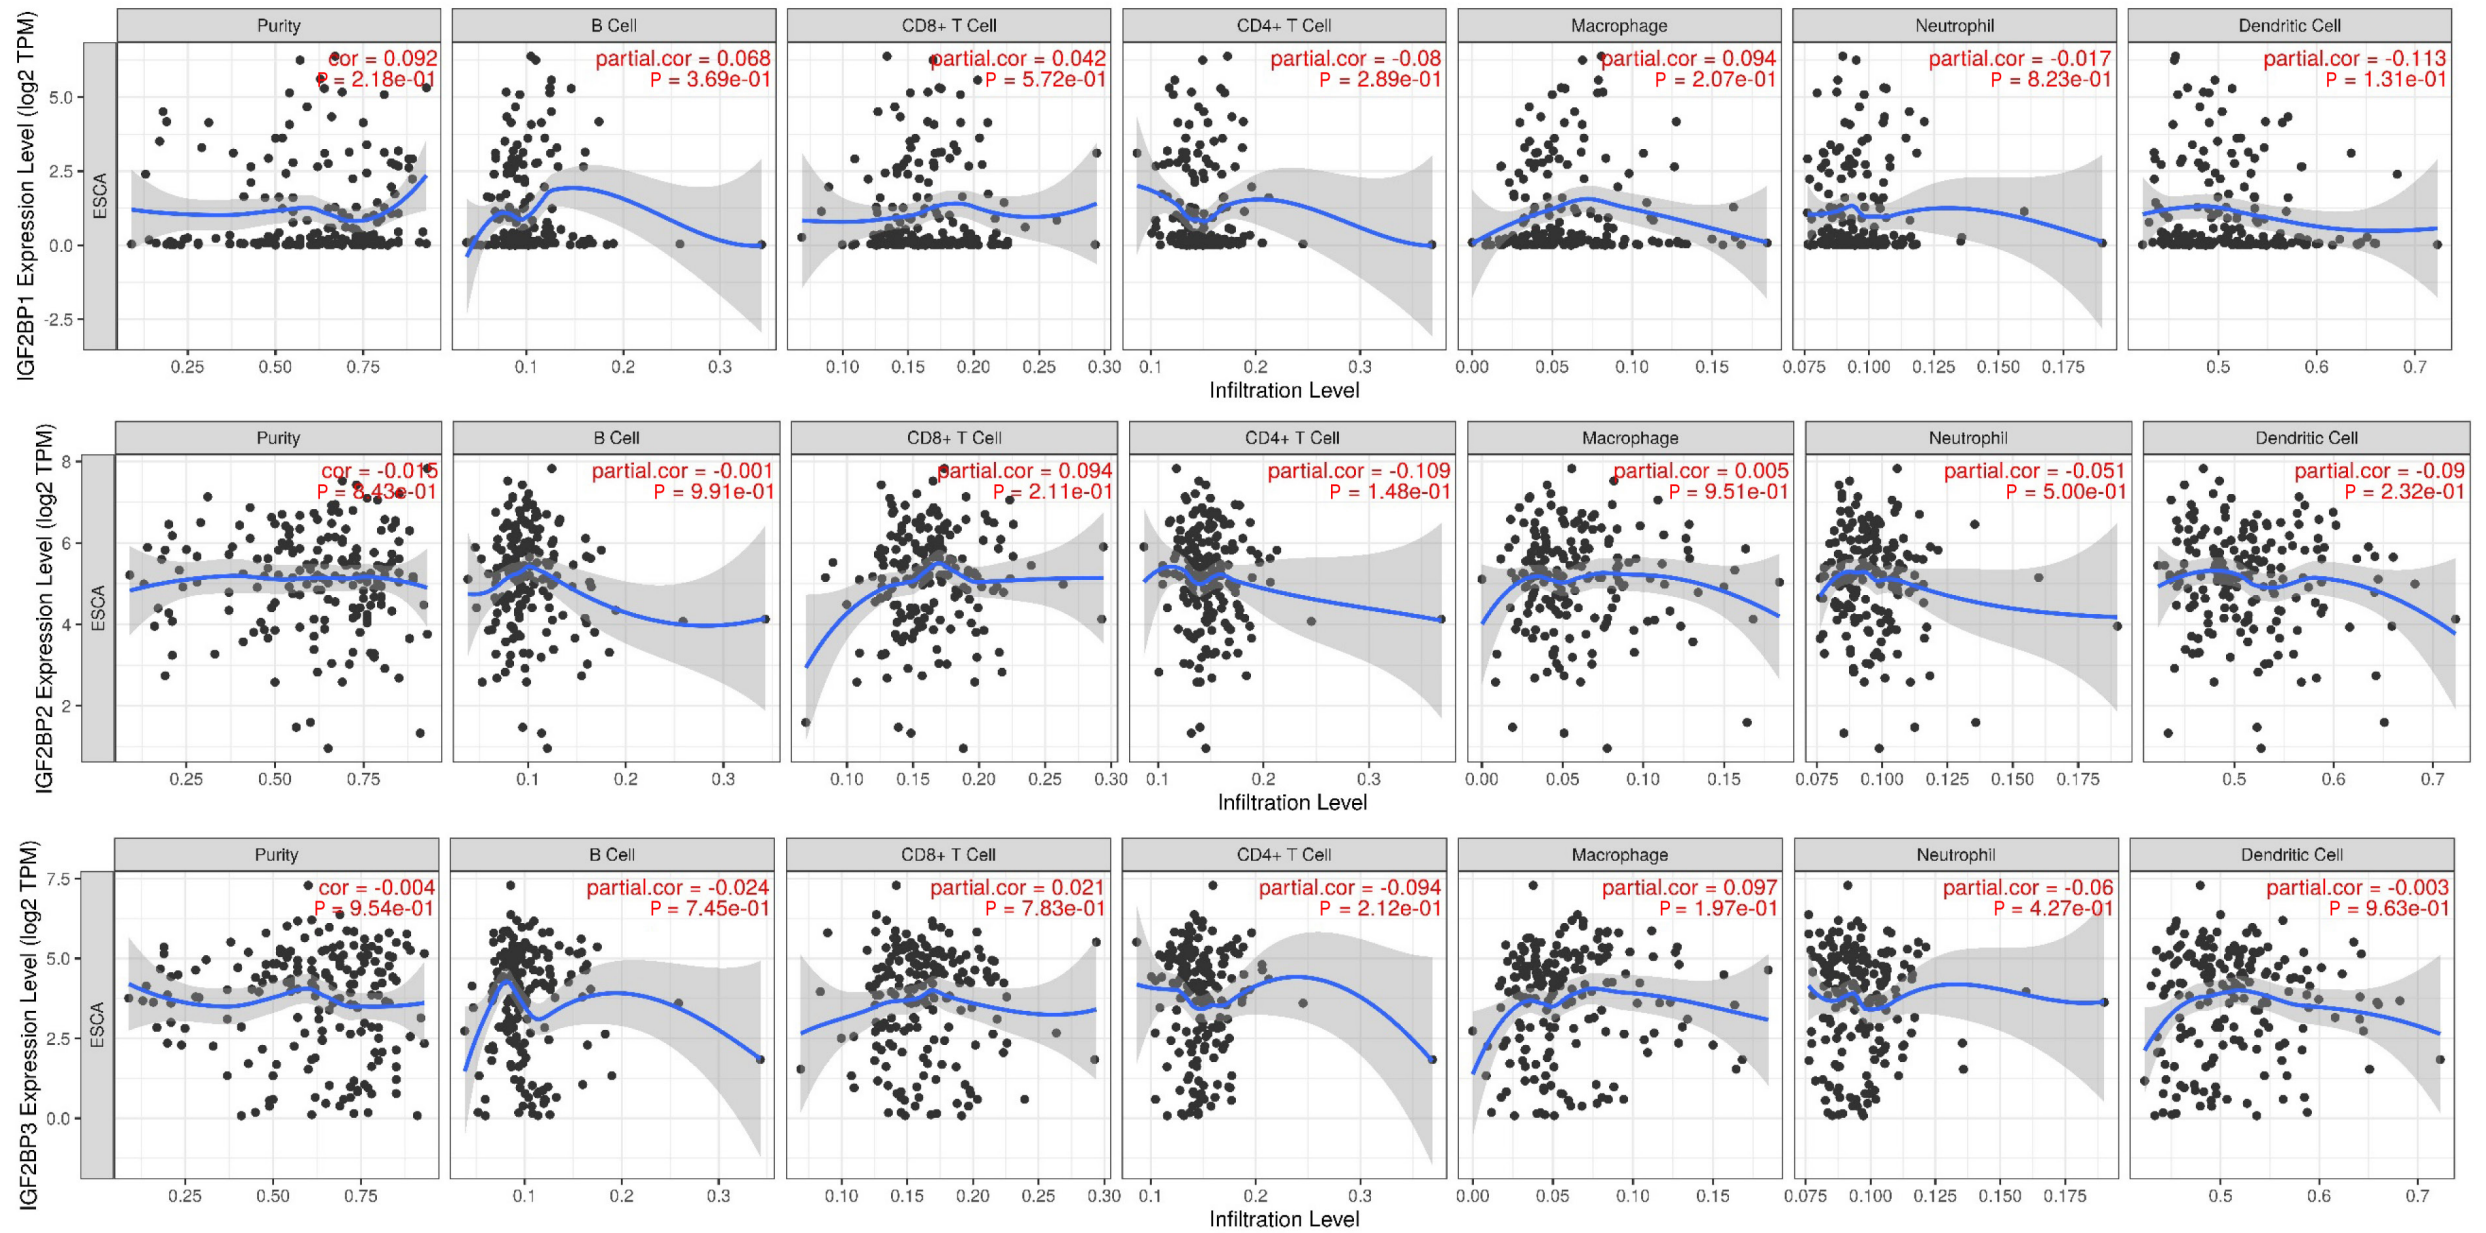 IGF2BP1 Expression Level (log2 TPM)
ESCA
Purity
B Cell
CD8+ T Cell
CD4+ T Cell
Macrophage
Neutrophil
Dendritic Cell
cor = 0.092
P = 2.18e-01
partial.cor = 0.068
P = 3.69e-01
partial.cor = 0.042
P = 5.72e-01
partial.cor = -0.08
P = 2.89e-01
partial.cor = 0.094
P = 2.07e-01
partial.cor = -0.017
P = 8.23e-01
partial.cor = -0.113
P = 1.31e-01
5.0
2.5
0.0
-2.5
0.25 0.50 0.75
0.1 0.2 0.3
0.10 0.15 0.20 0.25 0.30
0.1 0.2 0.3
0.00 0.05 0.10 0.15
0.075 0.100 0.125 0.150 0.175
0.5 0.6 0.7
Infiltration Level
IGF2BP2 Expression Level (log2 TPM)
ESCA
Purity
B Cell
CD8+ T Cell
CD4+ T Cell
Macrophage
Neutrophil
Dendritic Cell
cor = -0.015
P = 8.43e-01
partial.cor = -0.001
P = 9.91e-01
partial.cor = 0.094
P = 2.11e-01
partial.cor = -0.109
P = 1.48e-01
partial.cor = 0.005
P = 9.51e-01
partial.cor = -0.051
P = 5.00e-01
partial.cor = -0.09
P = 2.32e-01
8
6
4
2
0.25 0.50 0.75
0.1 0.2 0.3
0.10 0.15 0.20 0.25 0.30
0.1 0.2 0.3
0.00 0.05 0.10 0.15
0.075 0.100 0.125 0.150 0.175
0.5 0.6 0.7
Infiltration Level
IGF2BP3 Expression Level (log2 TPM)
ESCA
Purity
B Cell
CD8+ T Cell
CD4+ T Cell
Macrophage
Neutrophil
Dendritic Cell
cor = -0.004
P = 9.54e-01
partial.cor = -0.024
P = 7.45e-01
partial.cor = 0.021
P = 7.83e-01
partial.cor = -0.094
P = 2.12e-01
partial.cor = 0.097
P = 1.97e-01
partial.cor = -0.06
P = 4.27e-01
partial.cor = -0.003
P = 9.63e-01
7.5
5.0
2.5
0.0
0.25 0.50 0.75
0.1 0.2 0.3
0.10 0.15 0.20 0.25 0.30
0.1 0.2 0.3
0.00 0.05 0.10 0.15
0.075 0.100 0.125 0.150 0.175
0.5 0.6 0.7
Infiltration Level